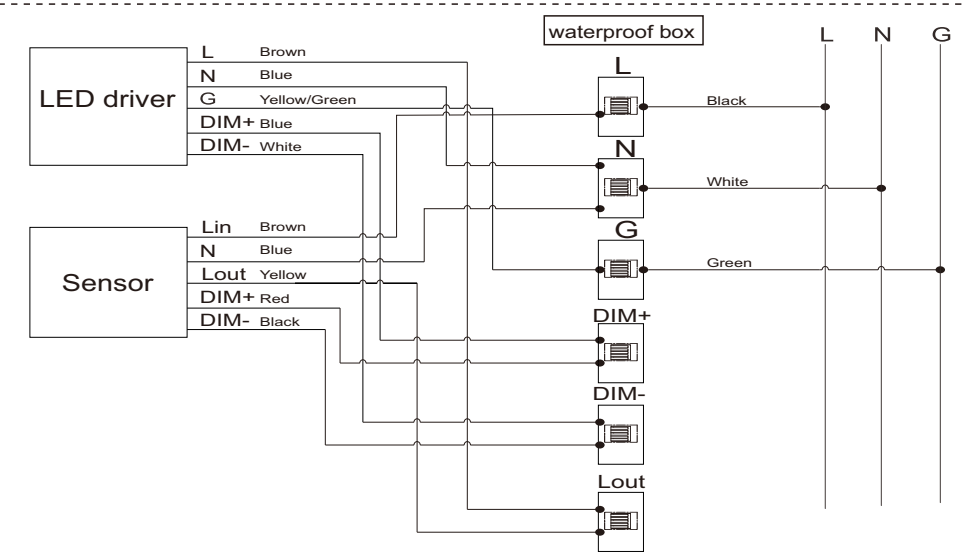 waterproof box
L N G
L Brown
N Blue
G Yellow/Green
DIM+ Blue
DIM- White
LED driver
L
Black
N
White
Lin Brown
N Blue
Lout Yellow
DIM+ Red
DIM- Black
Sensor
G
Green
DIM+
DIM-
Lout